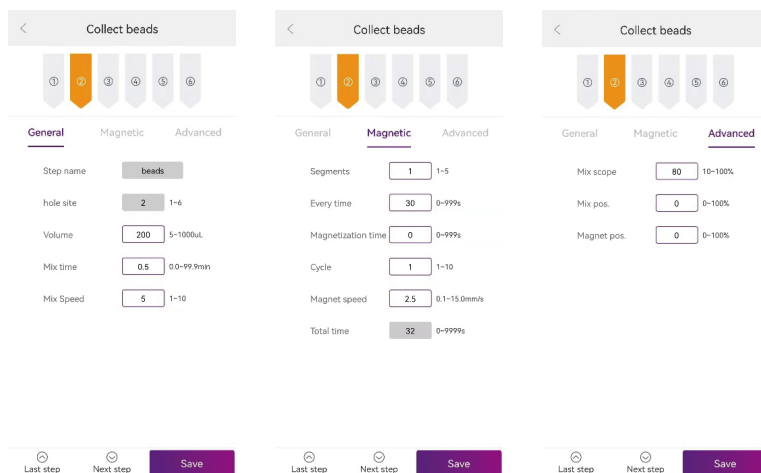 Collect beads
① ② ③ ④ ⑤ ⑥
General Magnetic Advanced
Step name beads
hole site 2 1~6
Volume 200 5~1000uL
Mix time 0.5 0.0~99.9min
Mix Speed 5 1~10
Last step Next step Save
Collect beads
① ② ③ ④ ⑤ ⑥
General Magnetic Advanced
Segments 1 1~5
Every time 30 0~999s
Magnetization time 0 0~999s
Cycle 1 1~10
Magnet speed 2.5 0.1~15.0mm/s
Total time 32 0~9999s
Last step Next step Save
Collect beads
① ② ③ ④ ⑤ ⑥
General Magnetic Advanced
Mix scope 80 10~100%
Mix pos. 0 0~100%
Magnet pos. 0 0~100%
Last step Next step Save